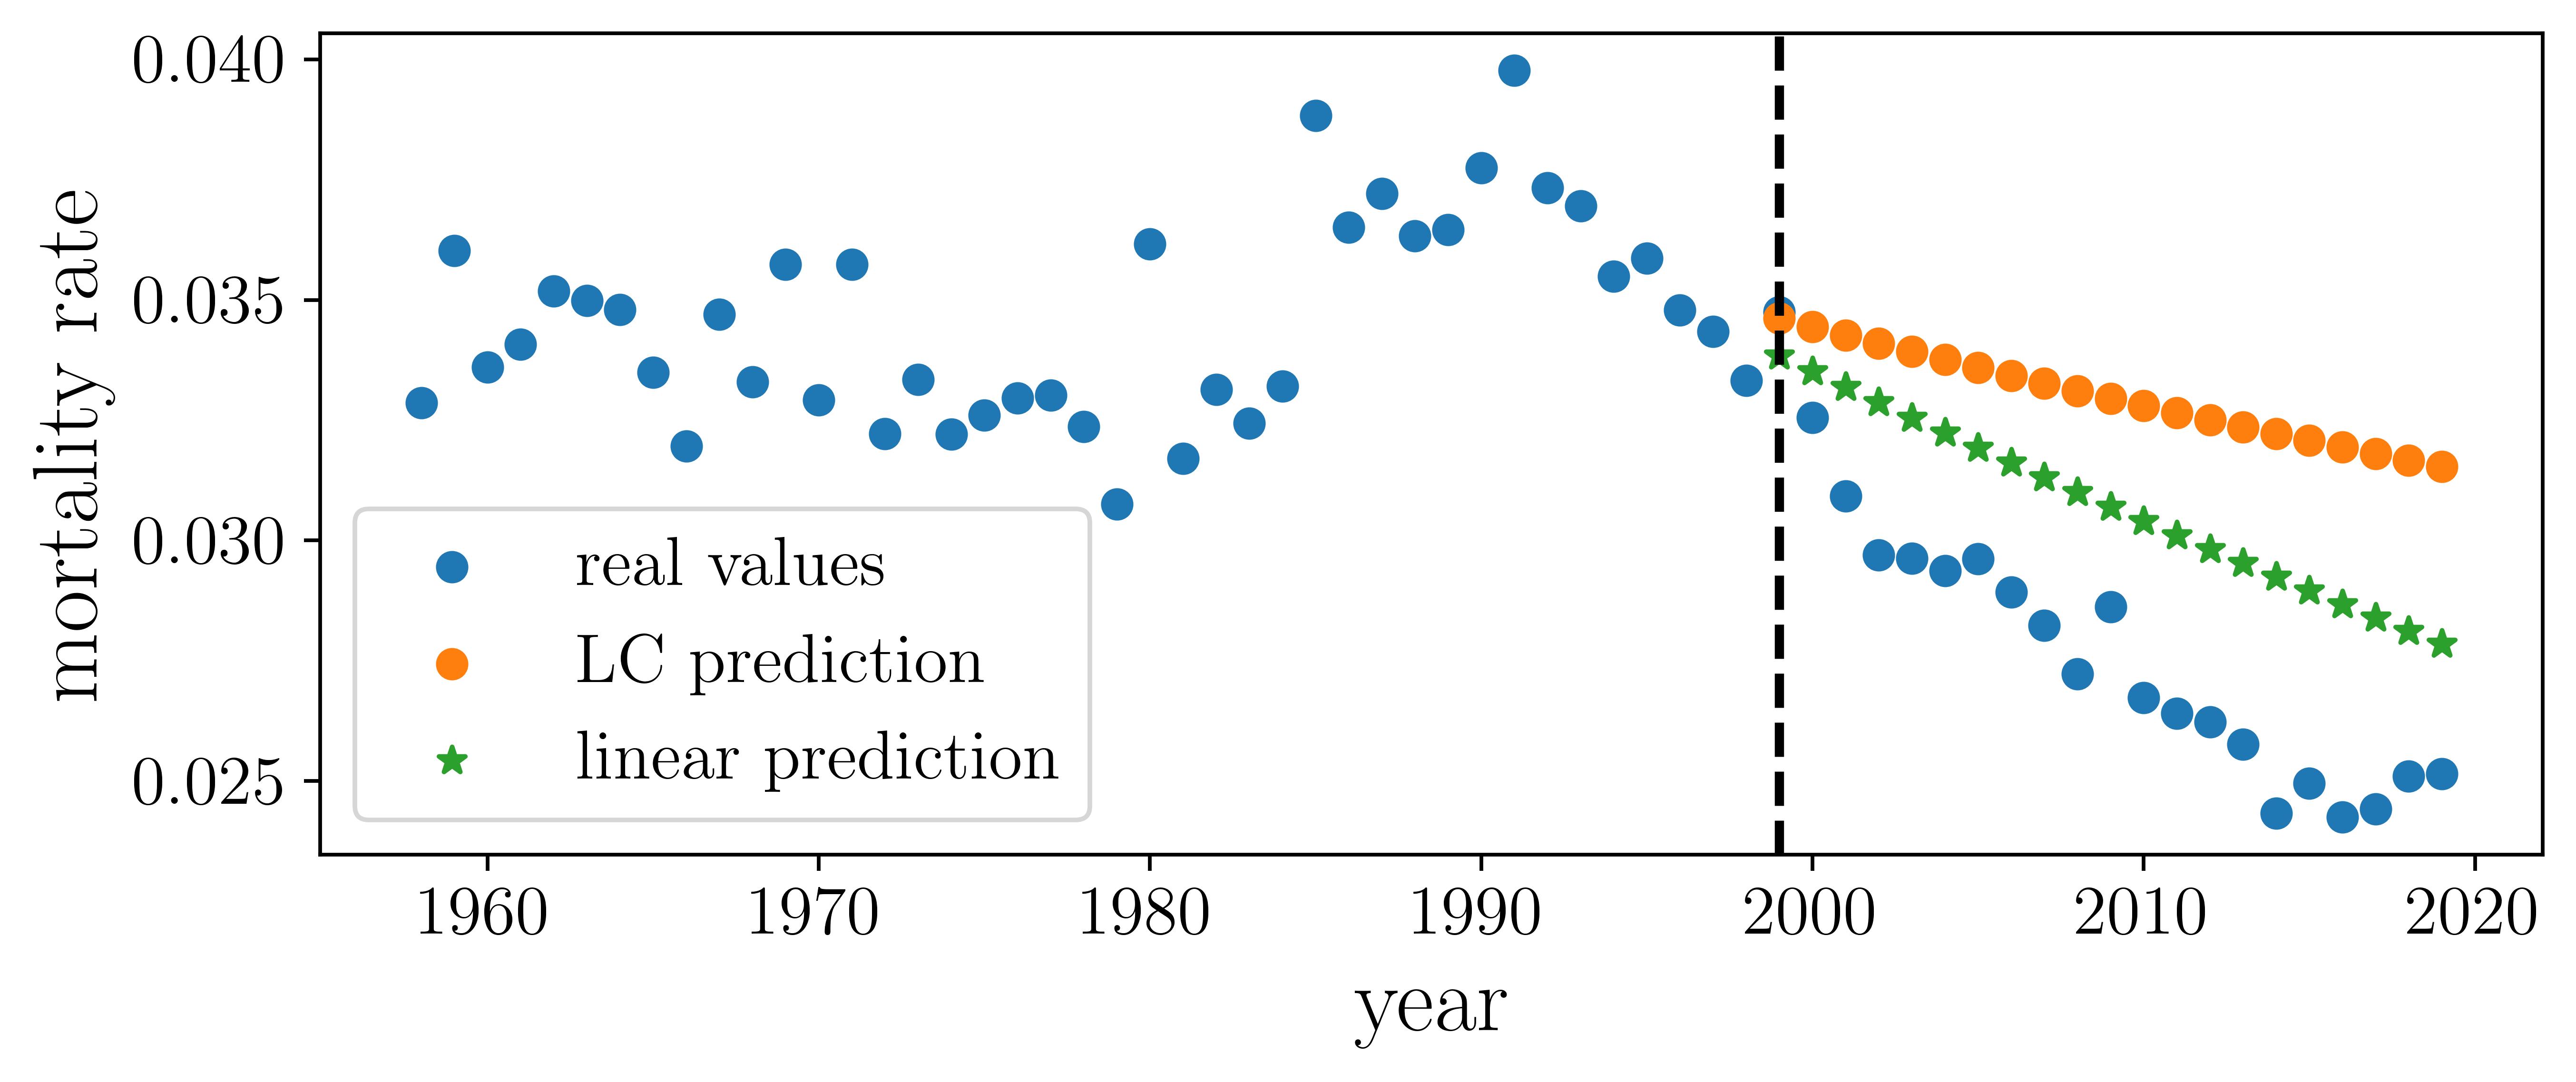 0.040
0.035
0.030
0.025
mortality rate
real values
LC prediction
linear prediction
1960 1970 1980 1990 2000 2010 2020
year